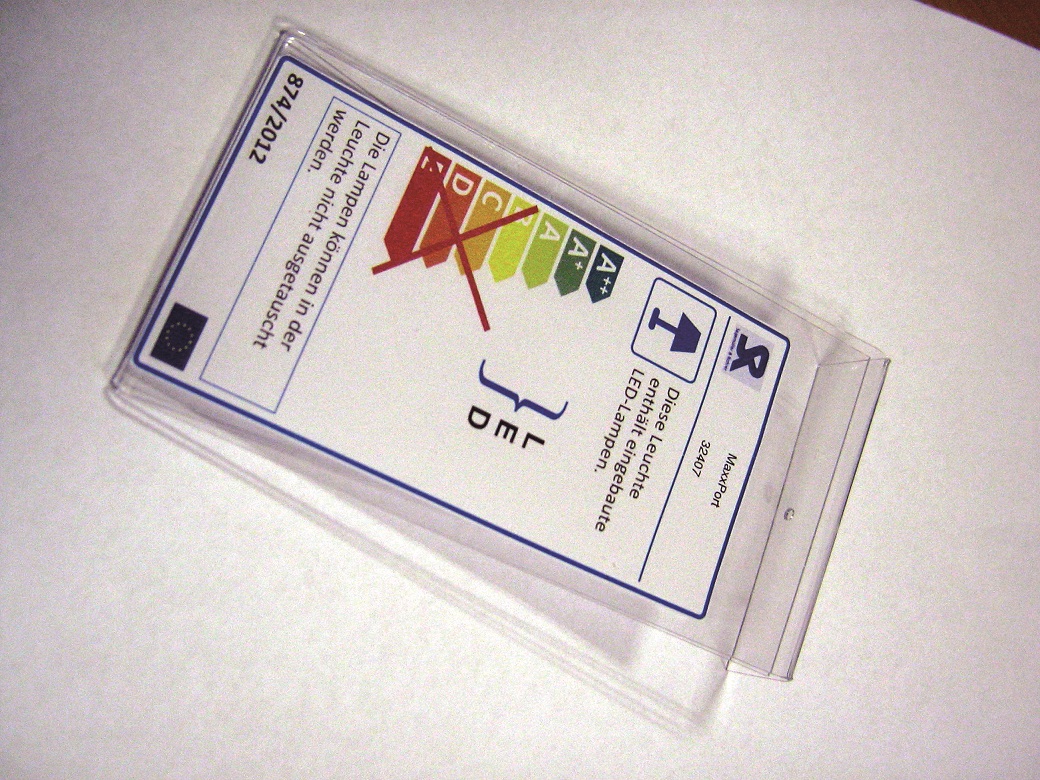 MaxxPort
32407
Diese Leuchte
enthält eingebaute
LED-Lampen.
A++
A+
A
B
C
D
E
L
E
D
Die Lampen können in der
Leuchte nicht ausgetauscht
werden.
874/2012